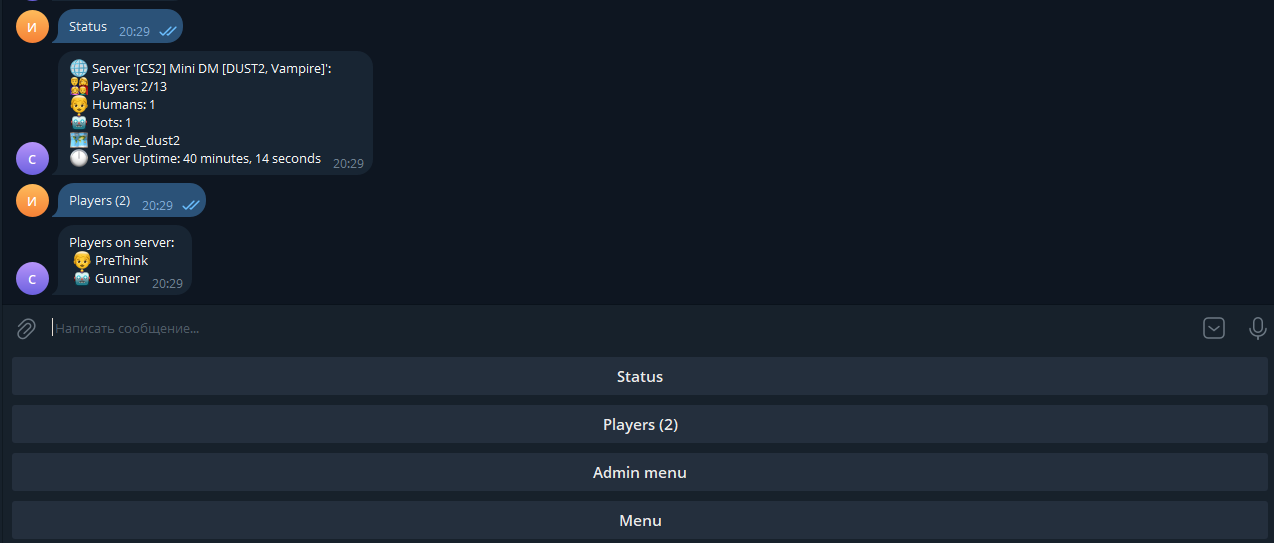 И
Status 20:29
Server '[CS2] Mini DM [DUST2, Vampire]':
Players: 2/13
Humans: 1
Bots: 1
Map: de_dust2
Server Uptime: 40 minutes, 14 seconds 20:29
C
И
Players (2) 20:29
Players on server:
PreThink
Gunner 20:29
C
Написать сообщение...
Status
Players (2)
Admin menu
Menu